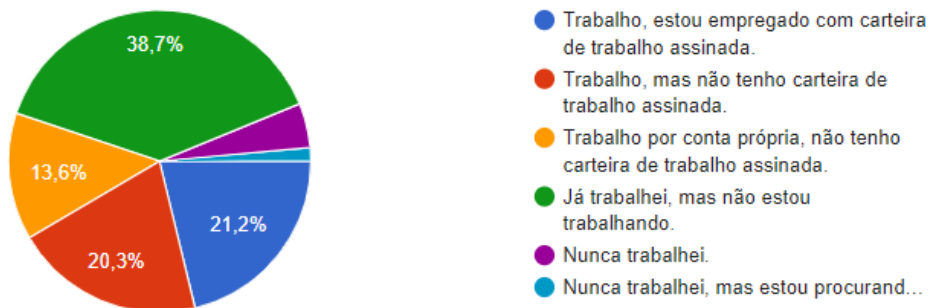 38,7%
13,6%
20,3%
21,2%
Trabalho, estou empregado com carteira
de trabalho assinada.
Trabalho, mas não tenho carteira de
trabalho assinada.
Trabalho por conta própria, não tenho
carteira de trabalho assinada.
Já trabalhei, mas não estou
trabalhando.
Nunca trabalhei.
Nunca trabalhei, mas estou procurand...